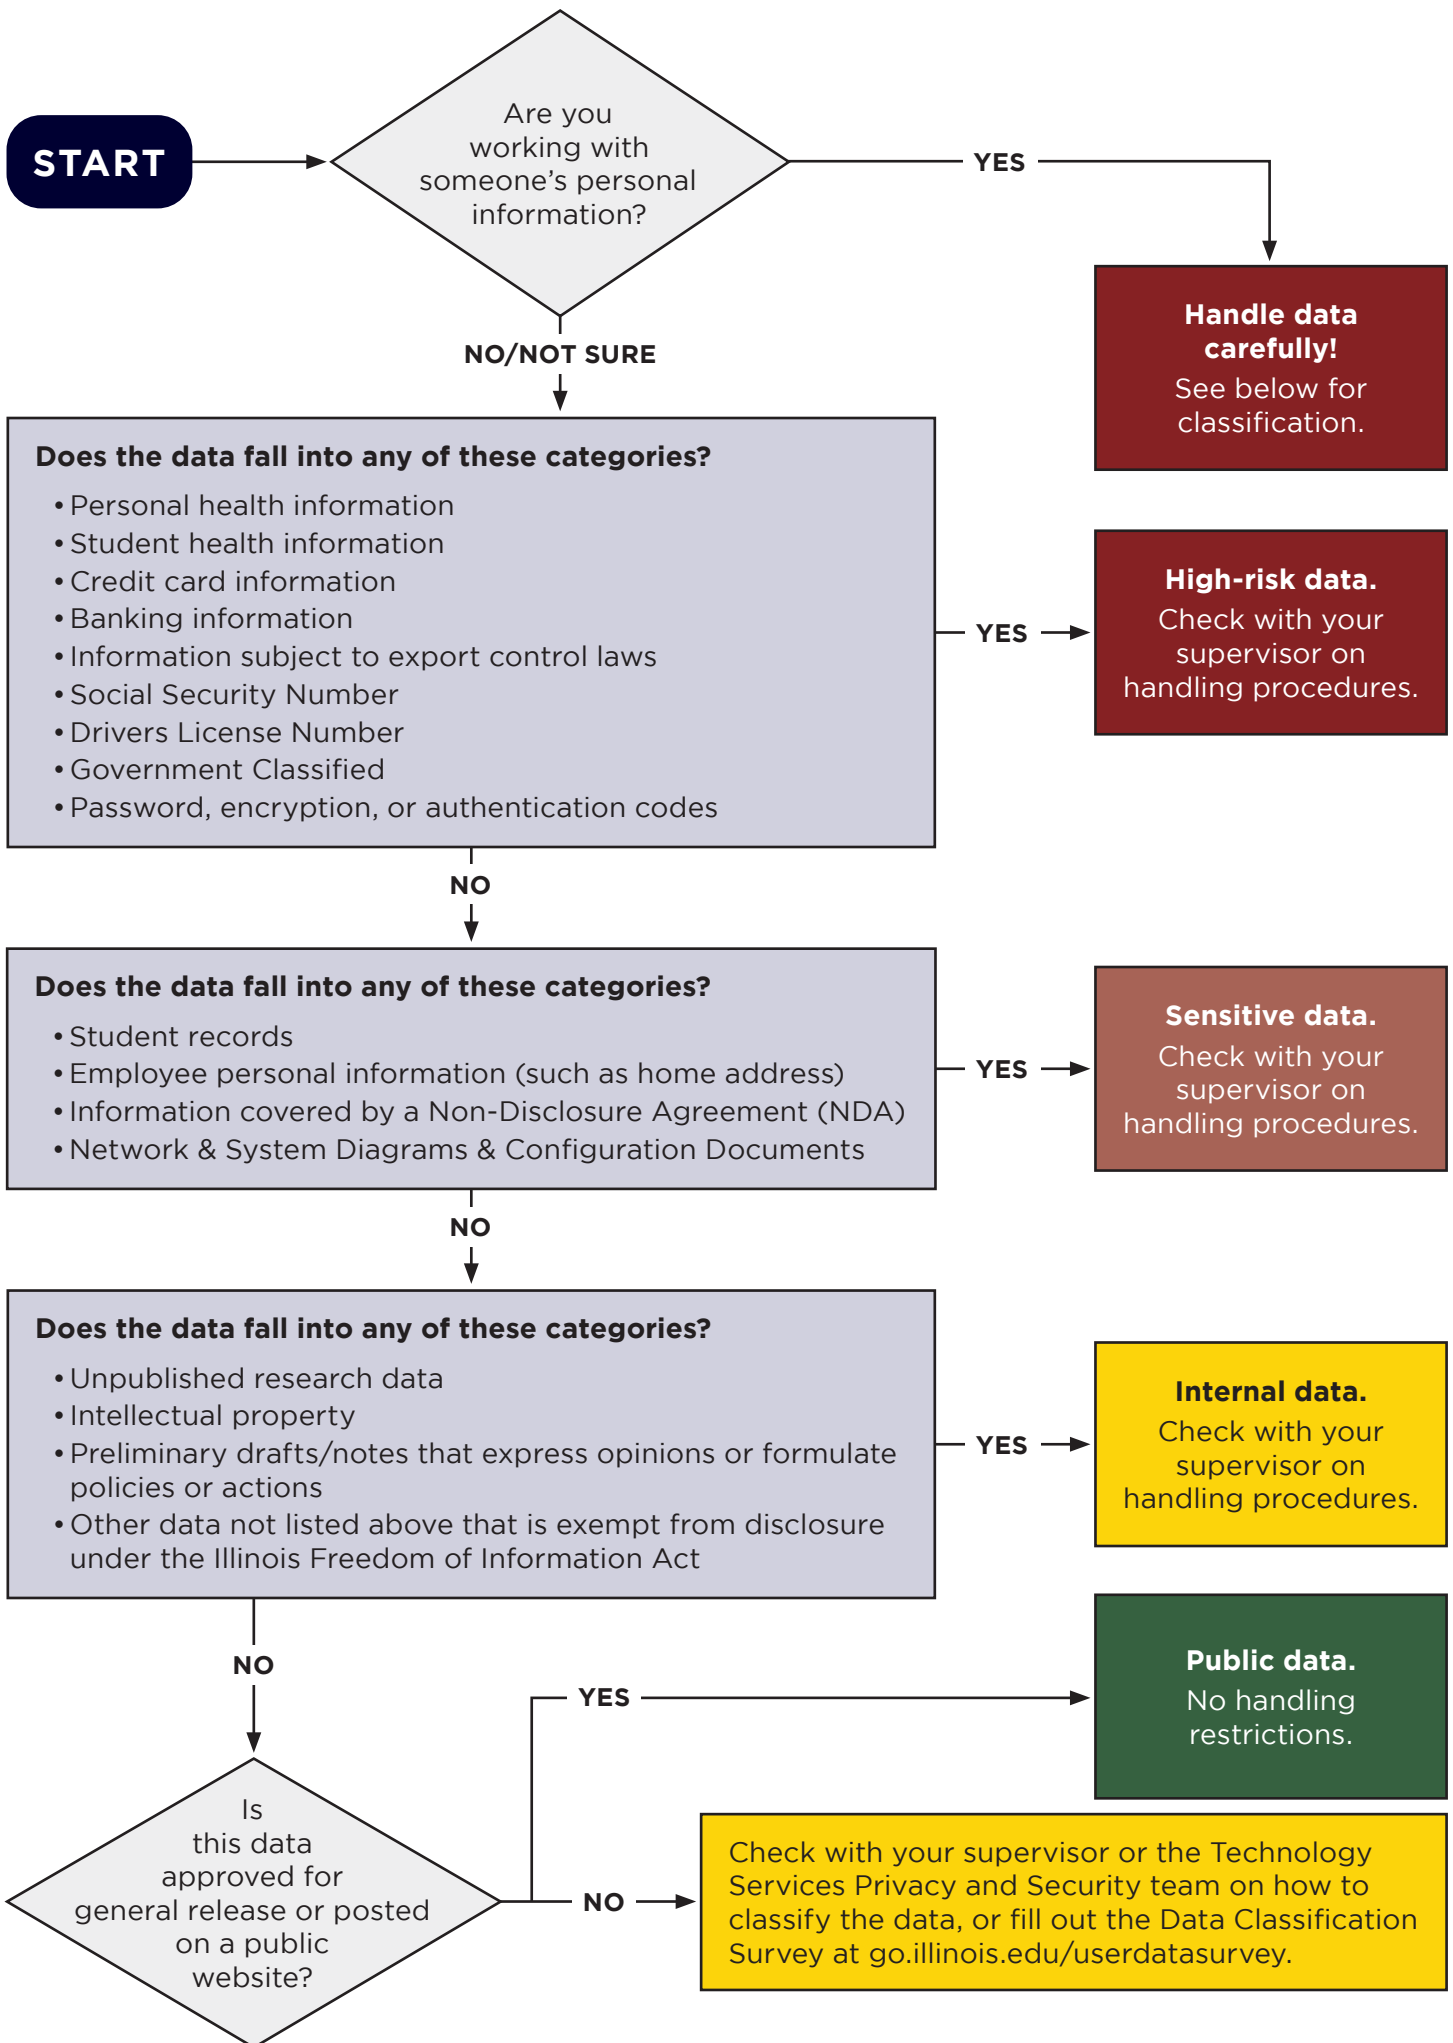 START
Are you
working with
someone's personal
information?
YES
Handle data
carefully!
See below for
classification.
NO/NOT SURE
Does the data fall into any of these categories?
• Personal health information
• Student health information
• Credit card information
• Banking information
• Information subject to export control laws
• Social Security Number
• Drivers License Number
• Government Classified
• Password, encryption, or authentication codes
YES
High-risk data.
Check with your
supervisor on
handling procedures.
NO
Does the data fall into any of these categories?
• Student records
• Employee personal information (such as home address)
• Information covered by a Non-Disclosure Agreement (NDA)
• Network & System Diagrams & Configuration Documents
YES
Sensitive data.
Check with your
supervisor on
handling procedures.
NO
Does the data fall into any of these categories?
• Unpublished research data
• Intellectual property
• Preliminary drafts/notes that express opinions or formulate
policies or actions
• Other data not listed above that is exempt from disclosure
under the Illinois Freedom of Information Act
YES
Internal data.
Check with your
supervisor on
handling procedures.
NO
Is
this data
approved for
general release or posted
on a public
website?
YES
Public data.
No handling
restrictions.
NO
Check with your supervisor or the Technology
Services Privacy and Security team on how to
classify the data, or fill out the Data Classification
Survey at go.illinois.edu/userdatasurvey.